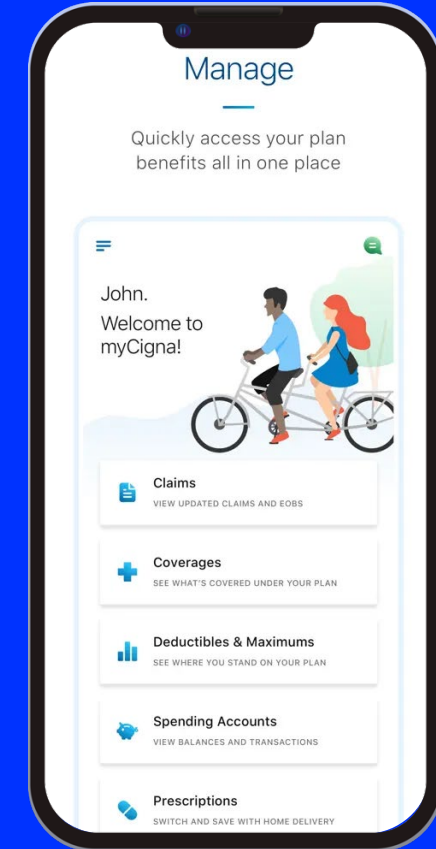 Manage
Quickly access your plan
benefits all in one place
John.
Welcome to
myCigna!
Claims
VIEW UPDATED CLAIMS AND EOBS
Coverages
SEE WHAT'S COVERED UNDER YOUR PLAN
Deductibles & Maximums
SEE WHERE YOU STAND ON YOUR PLAN
Spending Accounts
VIEW BALANCES AND TRANSACTIONS
Prescriptions
SWITCH AND SAVE WITH HOME DELIVERY